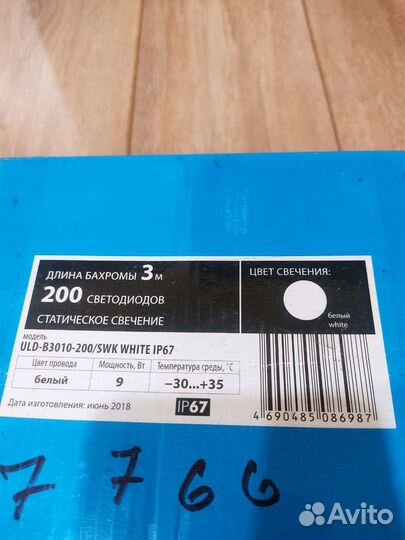 ДЛИНА БАХРОМЫ 3 м
200 СВЕТОДИОДОВ
СТАТИЧЕСКОЕ СВЕЧЕНИЕ
ЦВЕТ СВЕЧЕНИЯ:
белый
white
модель
ULD-B3010-200/SWK WHITE IP67
Цвет провода Мощность, Вт Температура среды, °C
белый 9 −30...+35
Дата изготовления: июнь 2018 IP67
4 690485 086987
7 7 6 6
Avito